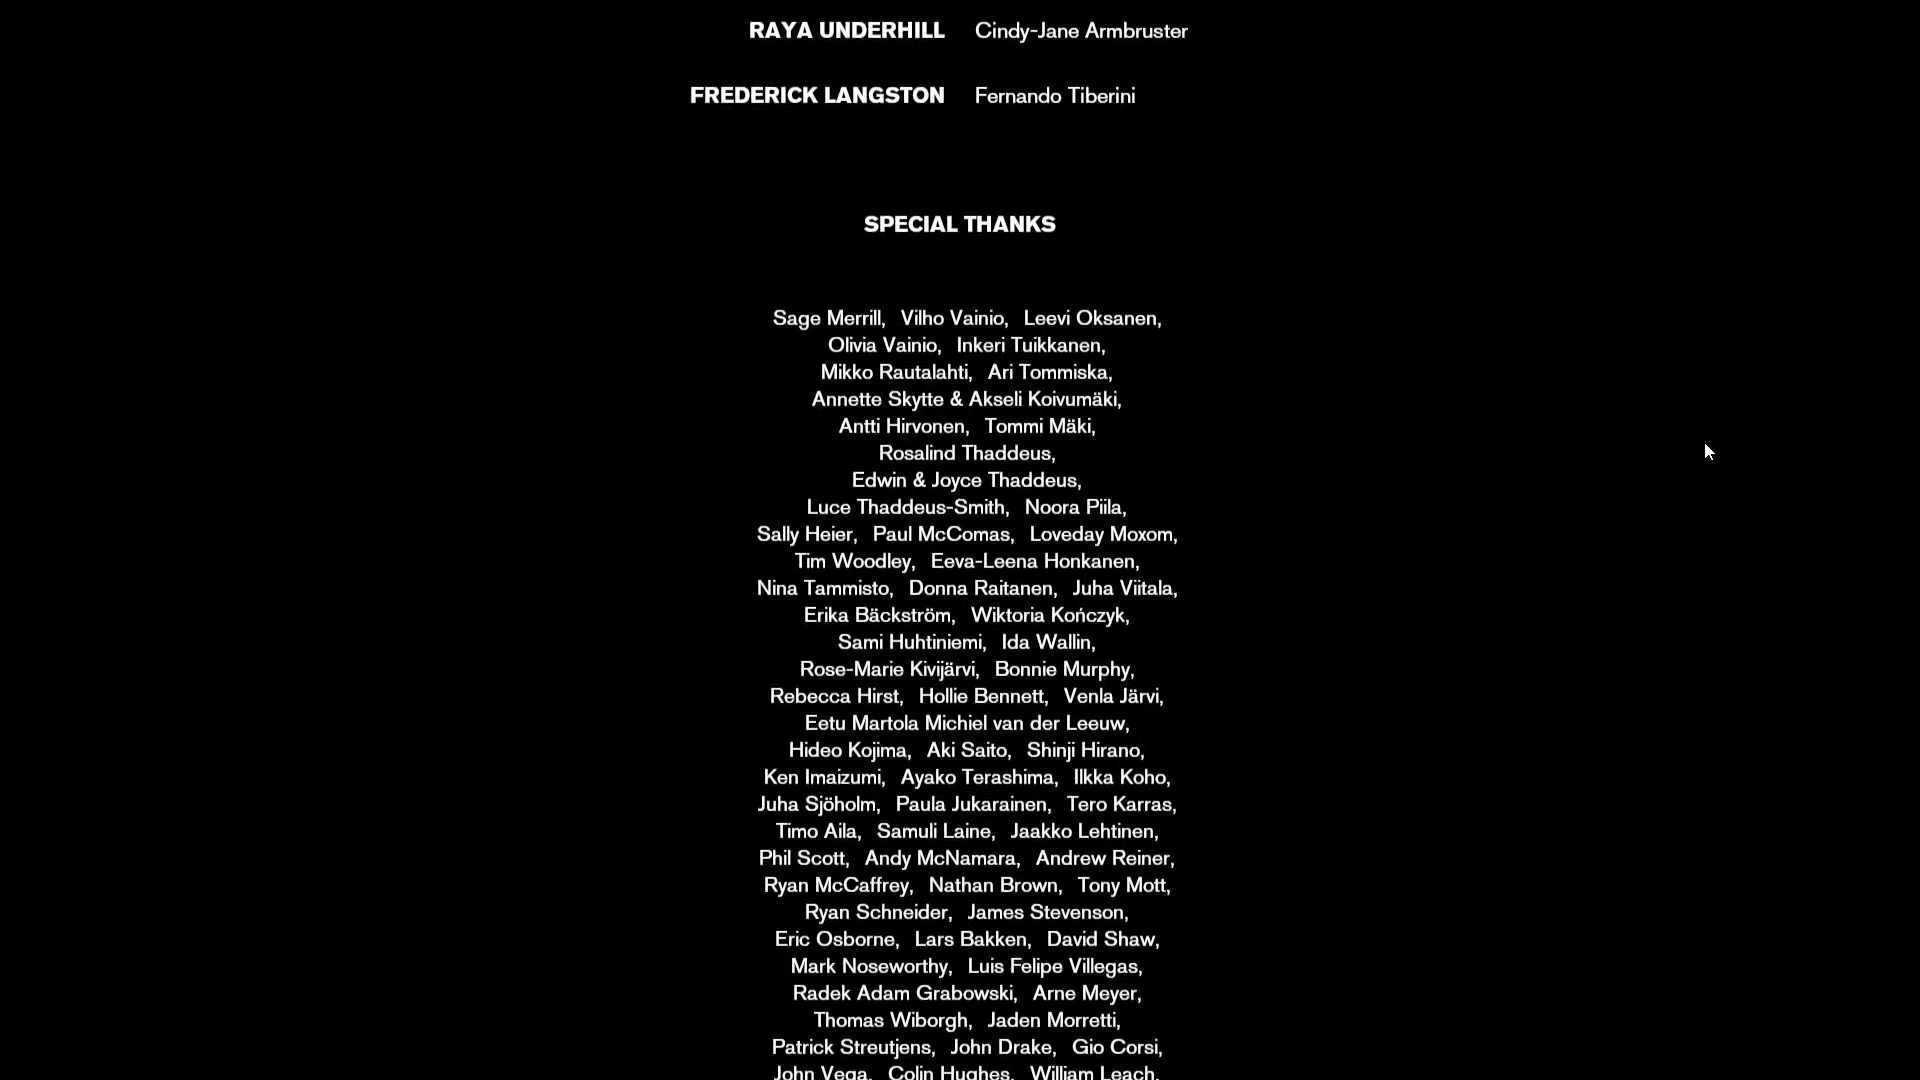 RAYA UNDERHILL Cindy-Jane Armbruster
FREDERICK LANGSTON Fernando Tiberini
SPECIAL THANKS
Sage Merrill, Vilho Vainio, Leevi Oksanen,
Olivia Vainio, Inkeri Tuikkanen,
Mikko Rautalahti, Ari Tommiska,
Annette Skytte & Akseli Koivumäki,
Antti Hirvonen, Tommi Mäki,
Rosalind Thaddeus,
Edwin & Joyce Thaddeus,
Luce Thaddeus-Smith, Noora Piila,
Sally Heier, Paul McComas, Loveday Moxom,
Tim Woodley, Eeva-Leena Honkanen,
Nina Tammisto, Donna Raitanen, Juha Viitala,
Erika Bäckström, Wiktoria Kończyk,
Sami Huhtiniemi, Ida Wallin,
Rose-Marie Kivijärvi, Bonnie Murphy,
Rebecca Hirst, Hollie Bennett, Venla Järvi,
Eetu Martola Michiel van der Leeuw,
Hideo Kojima, Aki Saito, Shinji Hirano,
Ken Imaizumi, Ayako Terashima, Ilkka Koho,
Juha Sjöholm, Paula Jukarainen, Tero Karras,
Timo Aila, Samuli Laine, Jaakko Lehtinen,
Phil Scott, Andy McNamara, Andrew Reiner,
Ryan McCaffrey, Nathan Brown, Tony Mott,
Ryan Schneider, James Stevenson,
Eric Osborne, Lars Bakken, David Shaw,
Mark Noseworthy, Luis Felipe Villegas,
Radek Adam Grabowski, Arne Meyer,
Thomas Wiborgh, Jaden Morretti,
Patrick Streutjens, John Drake, Gio Corsi,
John Vega, Colin Hughes, William Leach,